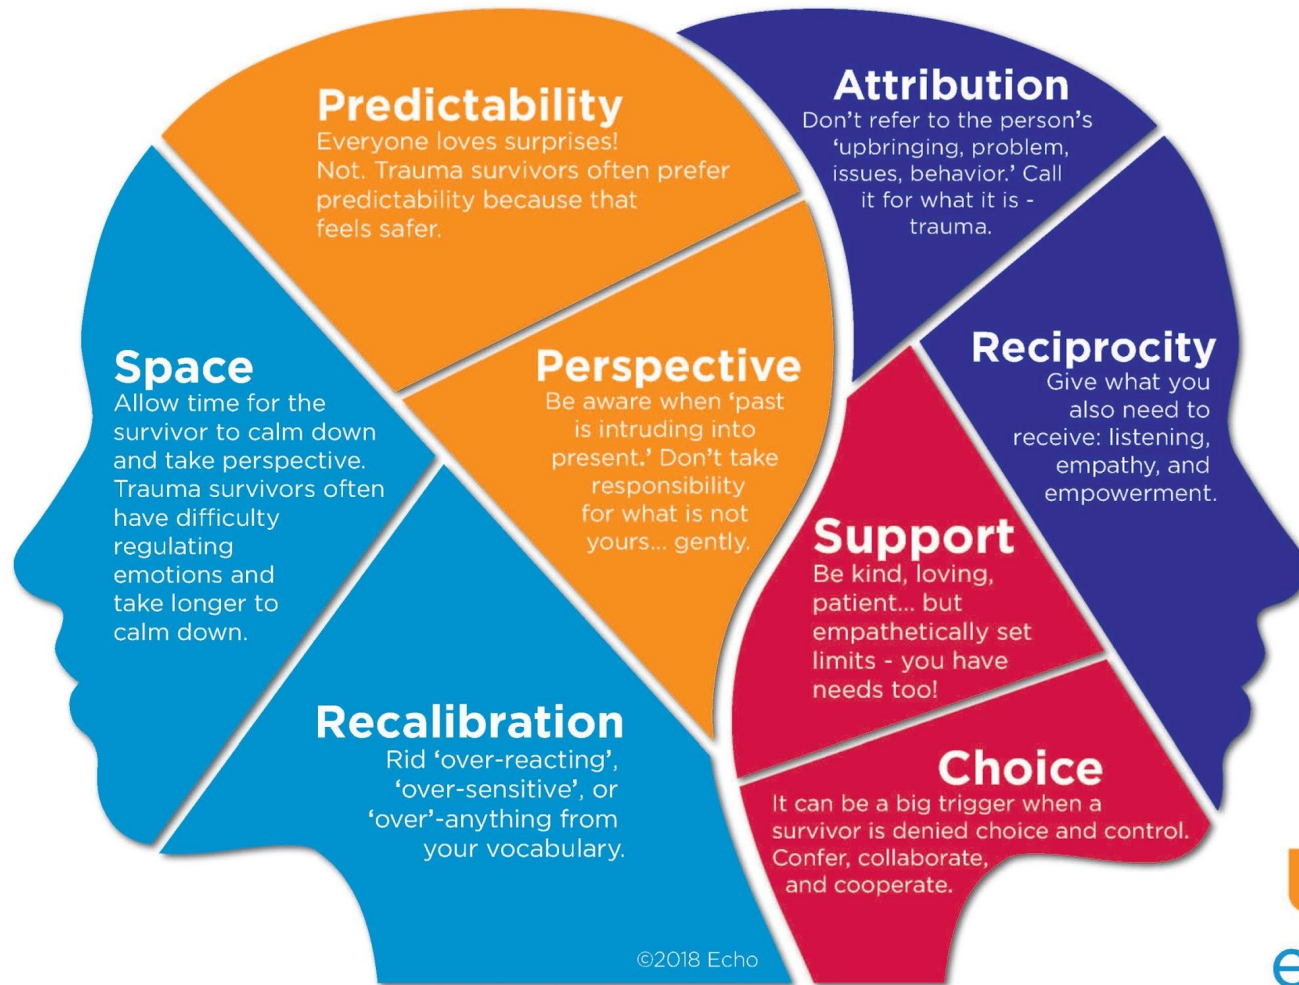 Predictability
Everyone loves surprises!
Not. Trauma survivors often prefer
predictability because that
feels safer.
Attribution
Don't refer to the person's
'upbringing, problem,
issues, behavior.' Call
it for what it is -
trauma.
Space
Allow time for the
survivor to calm down
and take perspective.
Trauma survivors often
have difficulty
regulating
emotions and
take longer to
calm down.
Perspective
Be aware when 'past
is intruding into
present.' Don't take
responsibility
for what is not
yours... gently.
Reciprocity
Give what you
also need to
receive: listening,
empathy, and
empowerment.
Support
Be kind, loving,
patient... but
empathetically set
limits - you have
needs too!
Recalibration
Rid 'over-reacting',
'over-sensitive', or
'over'-anything from
your vocabulary.
Choice
It can be a big trigger when a
survivor is denied choice and control.
Confer, collaborate,
and cooperate.
©2018 Echo